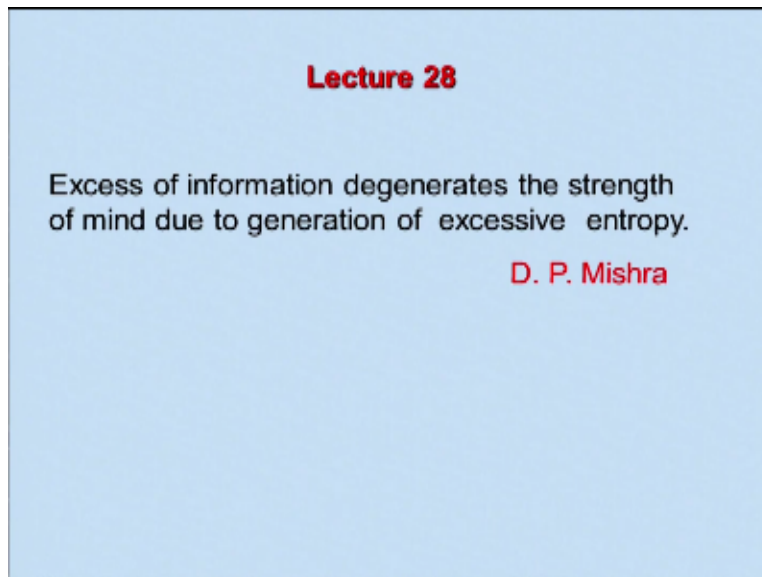 Lecture 28
Excess of information degenerates the strength
of mind due to generation of excessive entropy.
D. P. Mishra